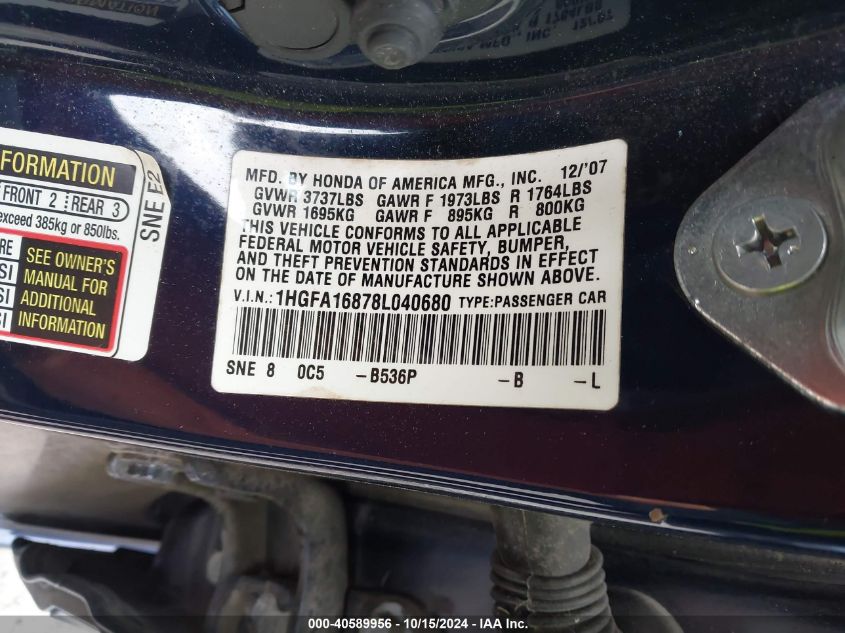 FORMATION
FRONT 2 REAR 3
exceed 385kg or 850lbs.
SEE OWNER'S
MANUAL FOR
ADDITIONAL
INFORMATION
SNE E2
MFD. BY HONDA OF AMERICA MFG., INC. 12/'07
GVWR 3737LBS GAWR F 1973LBS R 1764LBS
GVWR 1695KG GAWR F 895KG R 800KG
THIS VEHICLE CONFORMS TO ALL APPLICABLE
FEDERAL MOTOR VEHICLE SAFETY, BUMPER,
AND THEFT PREVENTION STANDARDS IN EFFECT
ON THE DATE OF MANUFACTURE SHOWN ABOVE.
V.I.N.: 1HGFA16878L040680 TYPE:PASSENGER CAR
SNE 8 0C5 -B536P -B -L
000-40589956 - 10/15/2024 - IAA Inc.